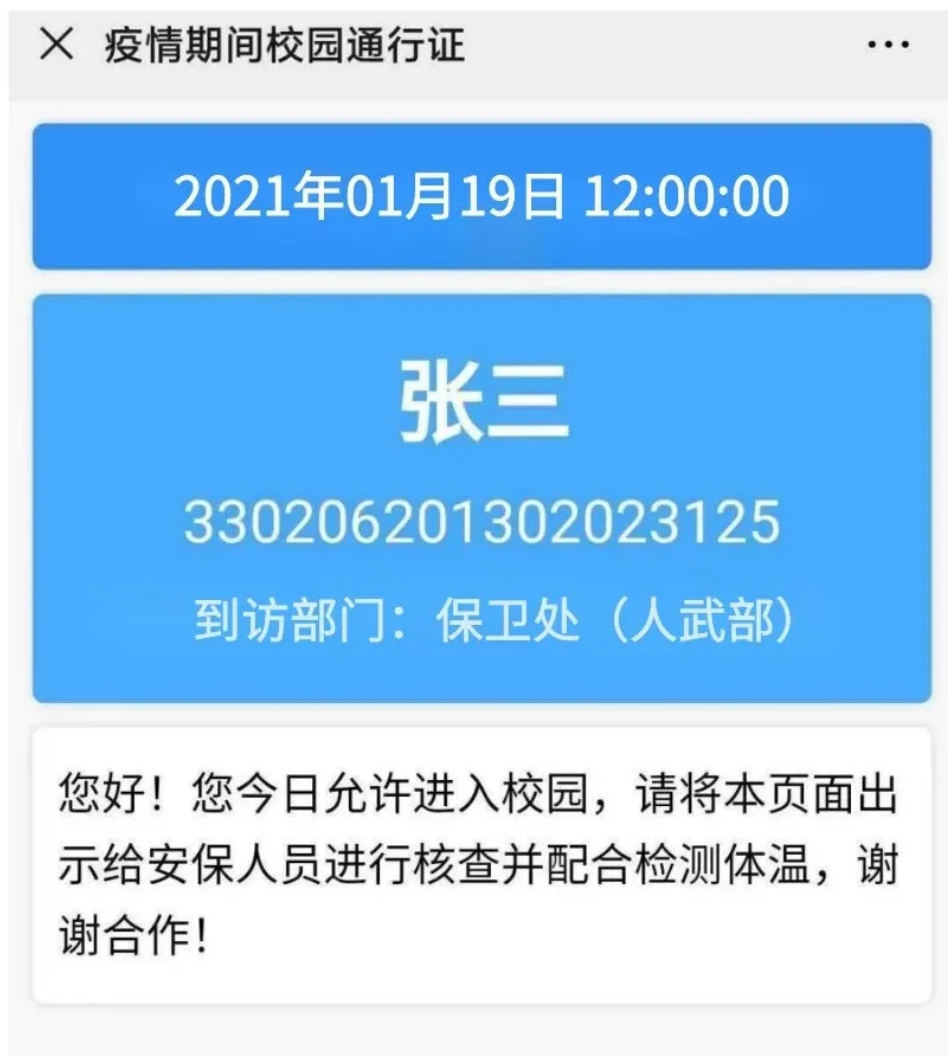 疫情期间校园通行证
2021年01月19日 12:00:00
张三
330206201302023125
到访部门：保卫处（人武部）
您好！您今日允许进入校园，请将本页面出
示给安保人员进行核查并配合检测体温，谢
谢合作！